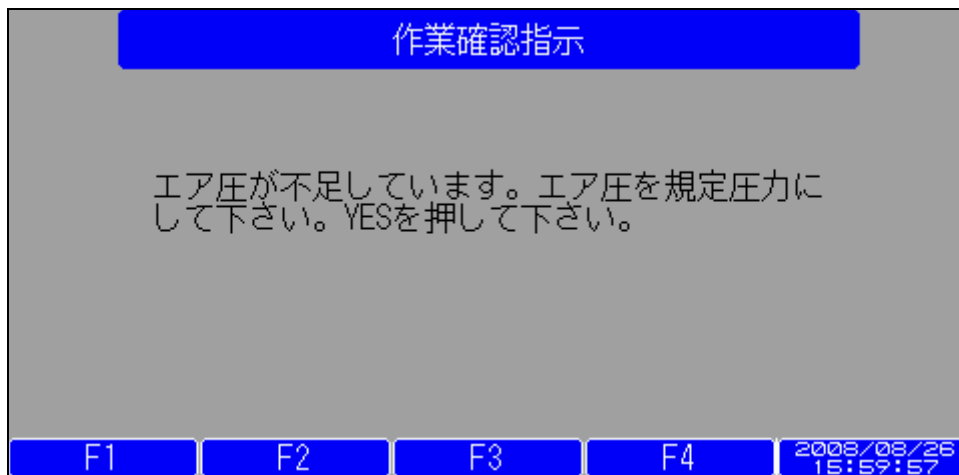 作業確認指示
エア圧が不足しています。エア圧を規定圧力に
して下さい。YESを押して下さい。
F1 F2 F3 F4 2008/08/26
15:59:57